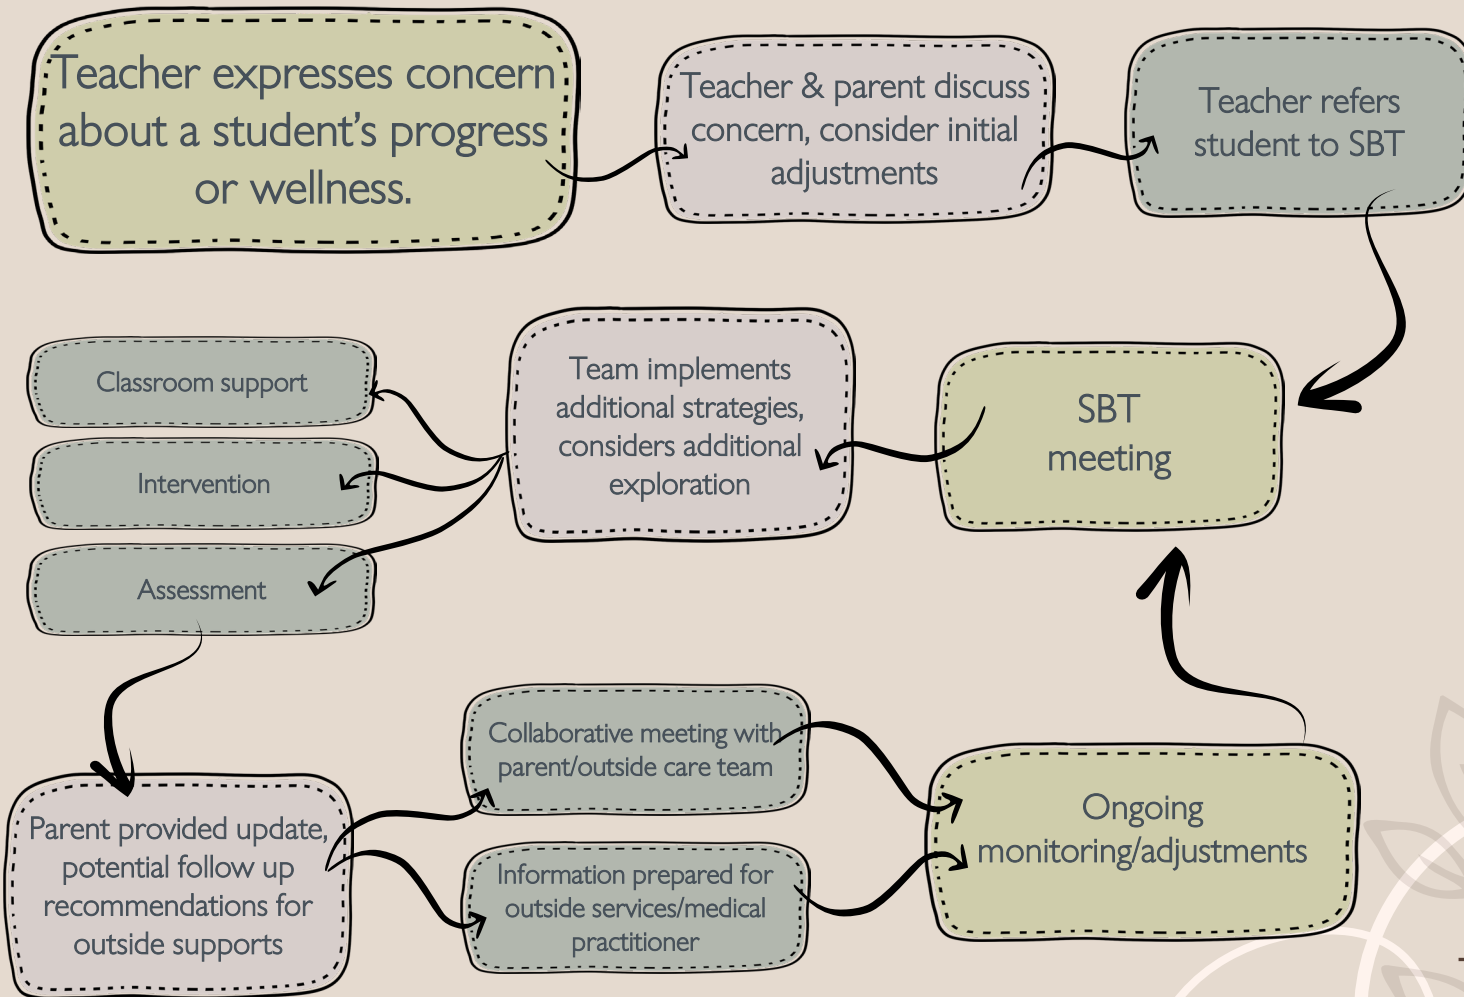 Teacher expresses concern
about a student’s progress
or wellness.
Teacher & parent discuss
concern, consider initial
adjustments
Teacher refers
student to SBT
SBT
meeting
Team implements
additional strategies,
considers additional
exploration
Classroom support
Intervention
Assessment
Parent provided update,
potential follow up
recommendations for
outside supports
Collaborative meeting with
parent/outside care team
Information prepared for
outside services/medical
practitioner
Ongoing
monitoring/adjustments